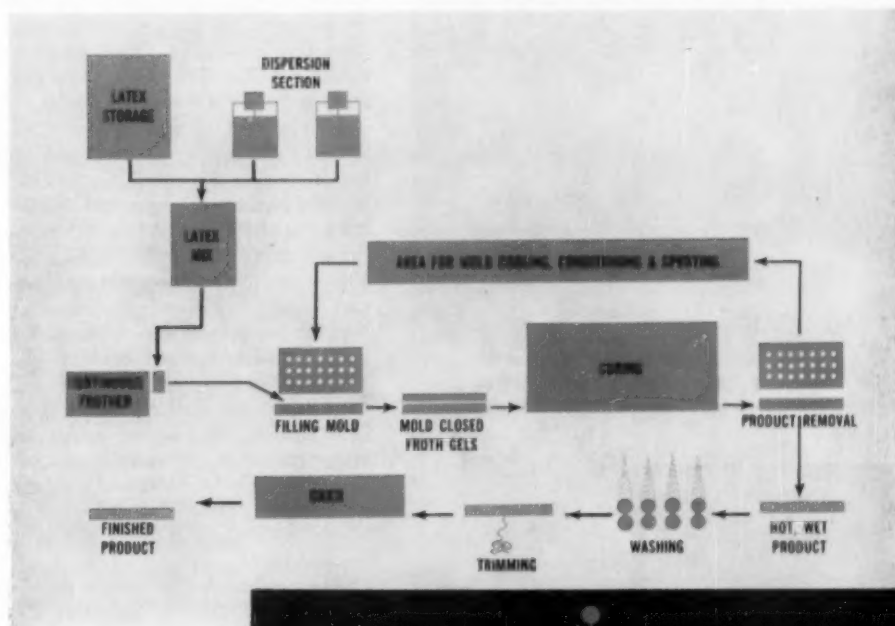 DISPERSION
SECTION
LATEX
STORAGE
LATEX
MIX
AREA FOR MOLD COOLING, CONDITIONING & SPRAYING
CONTINUOUS
FROTHER
CURING
FILLING MOLD
MOLD CLOSED
FROTH GELS
PRODUCT REMOVAL
FINISHED
PRODUCT
TRIMMING
WASHING
HOT, WET
PRODUCT